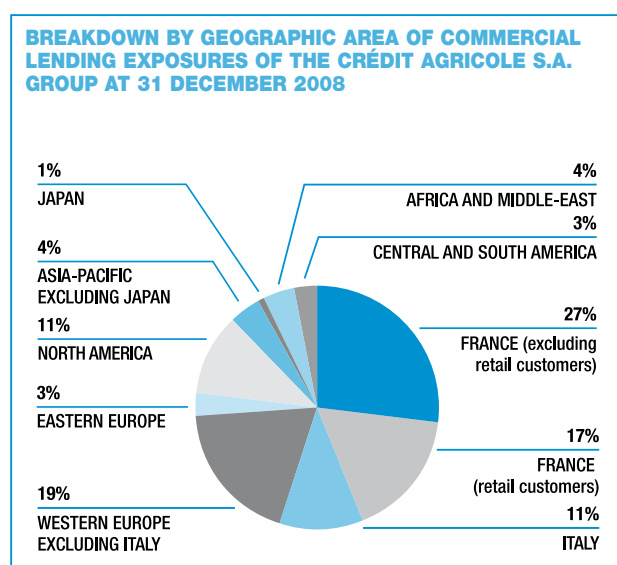 BREAKDOWN BY GEOGRAPHIC AREA OF COMMERCIAL
LENDING EXPOSURES OF THE CRÉDIT AGRICOLE S.A.
GROUP AT 31 DECEMBER 2008
1%
JAPAN
4%
ASIA-PACIFIC
EXCLUDING JAPAN
11%
NORTH AMERICA
3%
EASTERN EUROPE
19%
WESTERN EUROPE
EXCLUDING ITALY
4%
AFRICA AND MIDDLE-EAST
3%
CENTRAL AND SOUTH AMERICA
27%
FRANCE (excluding
retail customers)
17%
FRANCE
(retail customers)
11%
ITALY